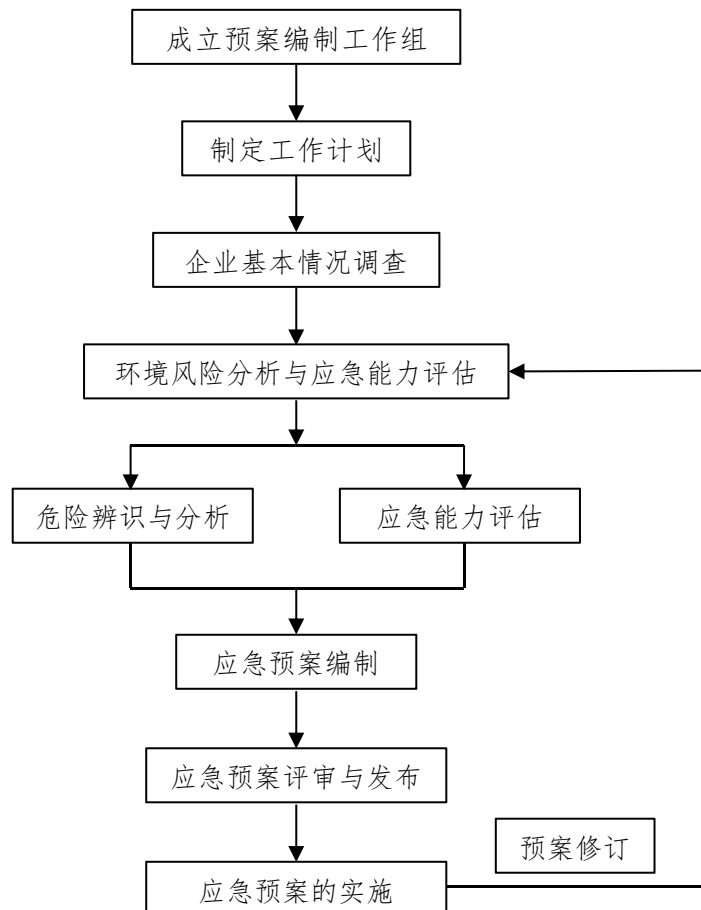 成立预案编制工作组
制定工作计划
企业基本情况调查
环境风险分析与应急能力评估
危险辨识与分析
应急能力评估
应急预案编制
应急预案评审与发布
预案修订
应急预案的实施